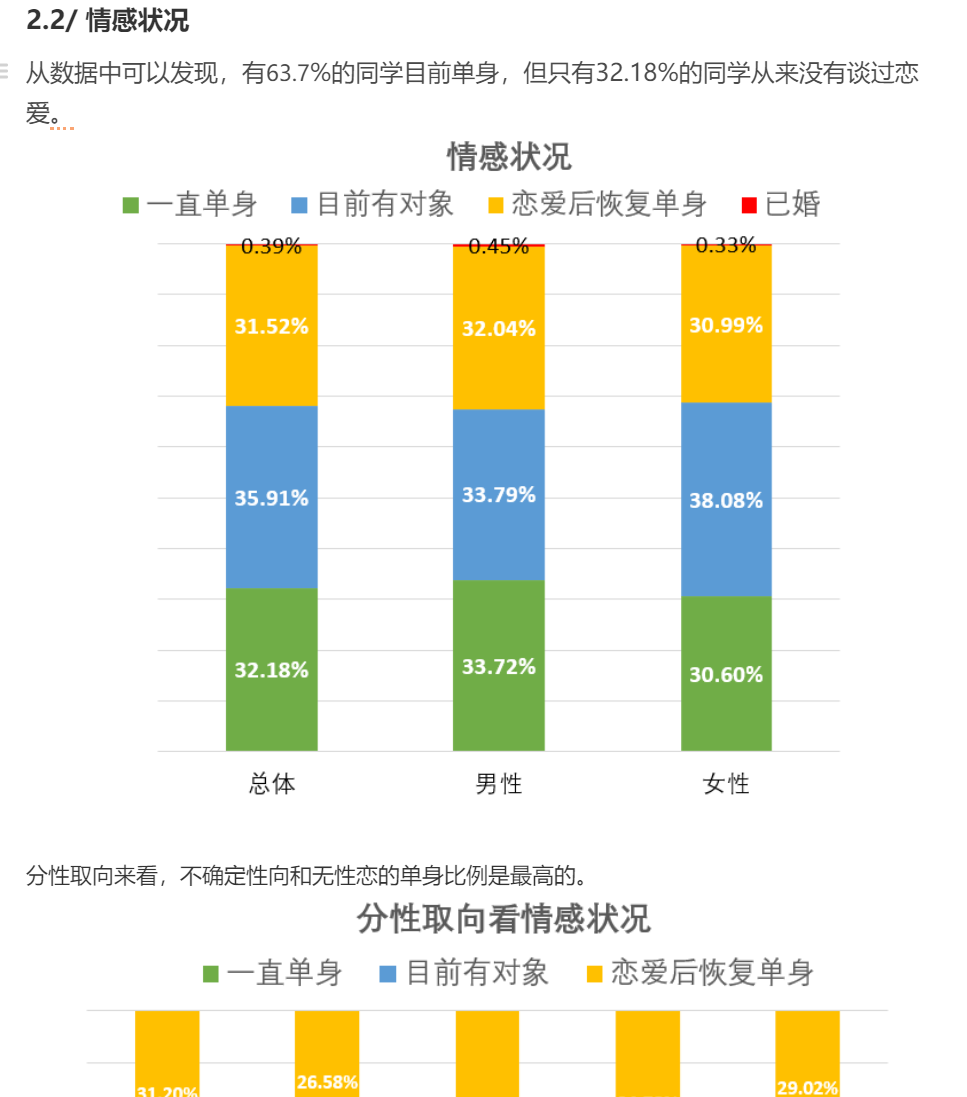 2.2/ 情感状况
从数据中可以发现，有63.7%的同学目前单身，但只有32.18%的同学从来没有谈过恋
爱。
情感状况
一直单身 目前有对象 恋爱后恢复单身 已婚
0.39% 0.45% 0.33%
31.52% 32.04% 30.99%
35.91% 33.79% 38.08%
32.18% 33.72% 30.60%
总体 男性 女性
分性取向来看，不确定性向和无性恋的单身比例是最高的。
分性取向看情感状况
一直单身 目前有对象 恋爱后恢复单身
31.20% 26.58% 29.02%